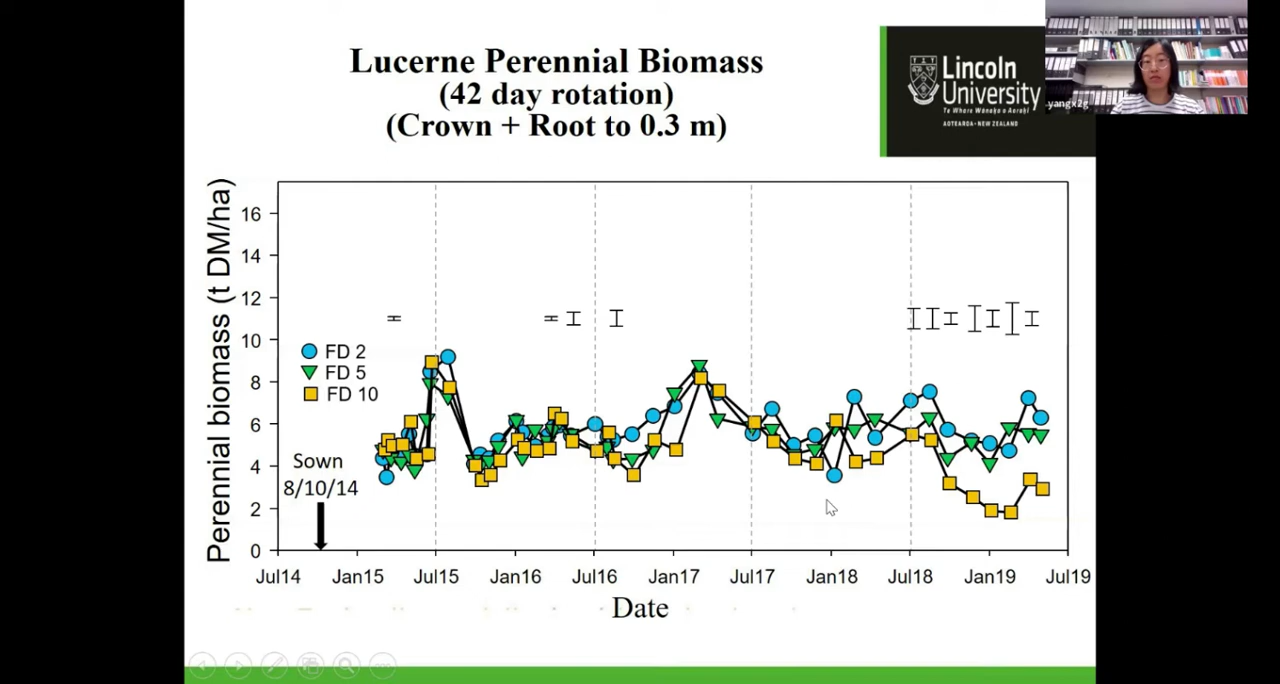 Lucerne Perennial Biomass
(42 day rotation)
(Crown + Root to 0.3 m)
Lincoln
University
Te Whare Wānaka o Aoraki
AOTEAROA • NEW ZEALAND
yangx2g
Perennial biomass (t DM/ha)
16
14
12
10
8
6
4
2
0
FD 2
FD 5
FD 10
Sown
8/10/14
Jul14 Jan15 Jul15 Jan16 Jul16 Jan17 Jul17 Jan18 Jul18 Jan19 Jul19
Date